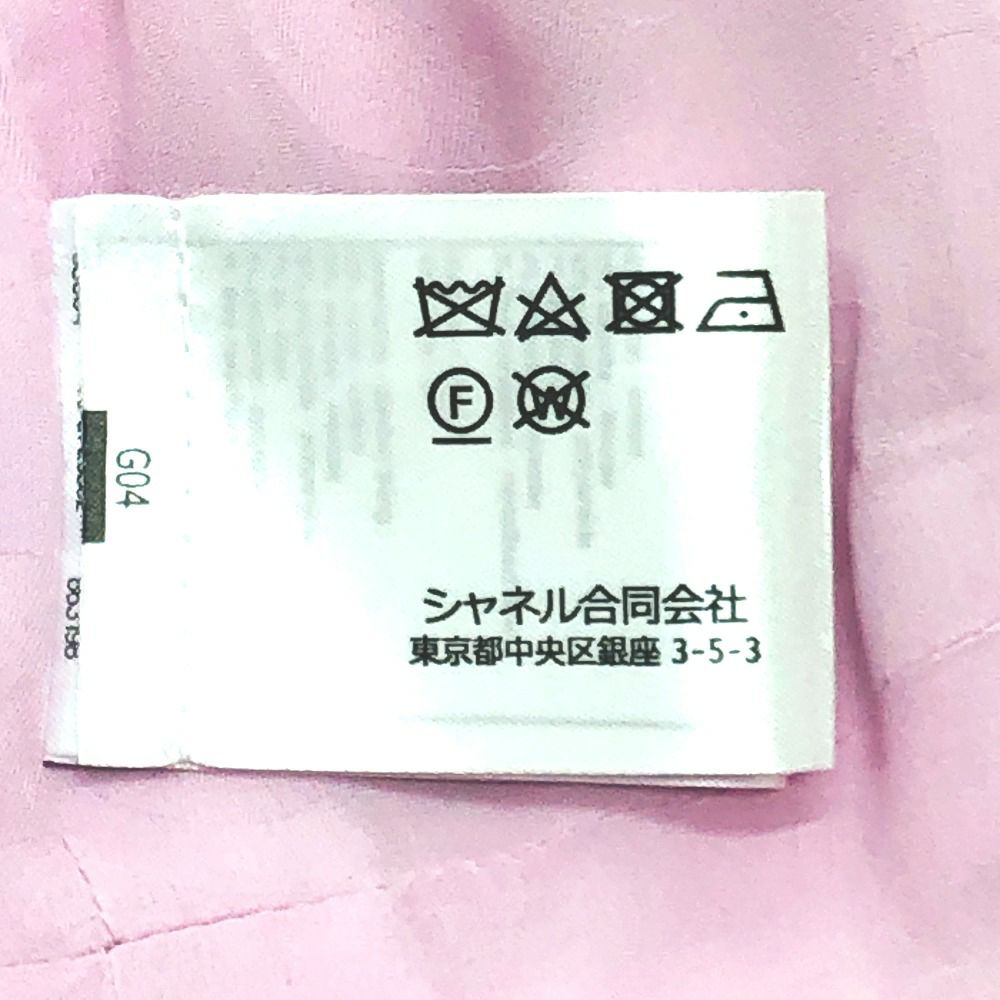 F W
シャネル合同会社
東京都中央区銀座 3-5-3
G04